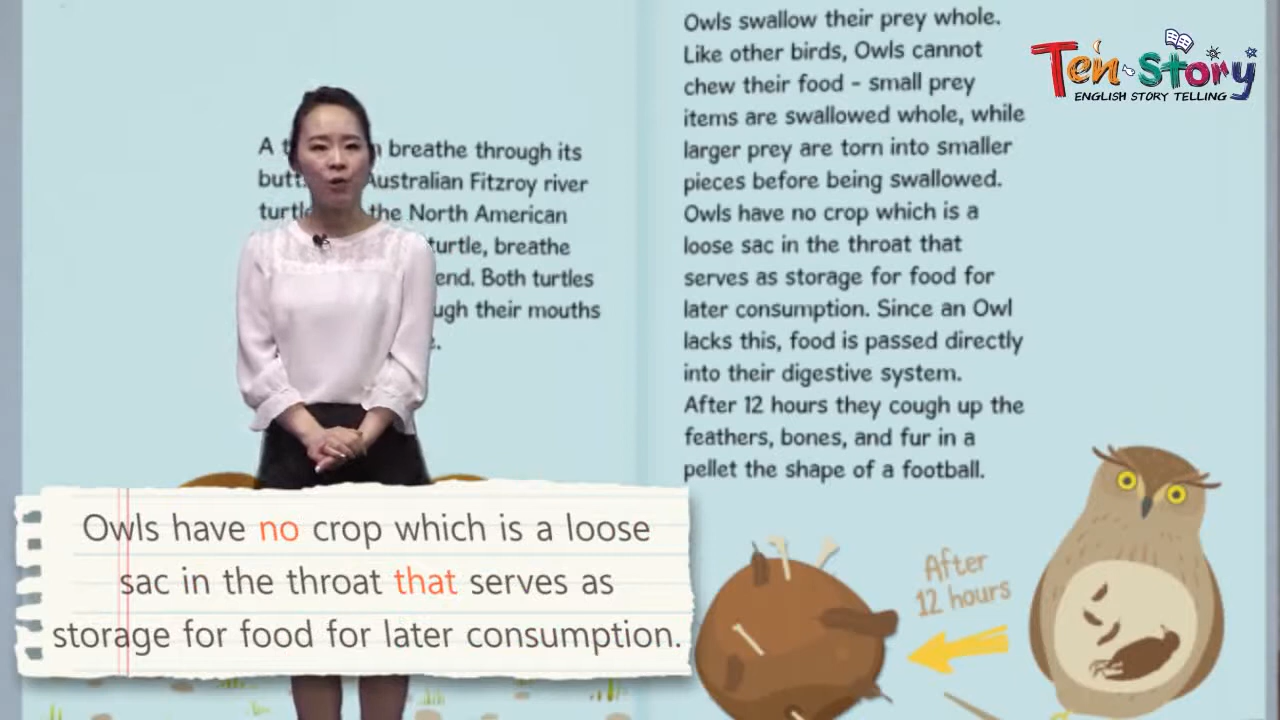 A t breathe through its
butt Australian Fitzroy river
turtle the North American
turtle, breathe
end. Both turtles
ugh their mouths
Owls swallow their prey whole.
Like other birds, Owls cannot
chew their food - small prey
items are swallowed whole, while
larger prey are torn into smaller
pieces before being swallowed.
Owls have no crop which is a
loose sac in the throat that
serves as storage for food for
later consumption. Since an Owl
lacks this, food is passed directly
into their digestive system.
After 12 hours they cough up the
feathers, bones, and fur in a
pellet the shape of a football.
Ten Story
ENGLISH STORY TELLING
Owls have no crop which is a loose
sac in the throat that serves as
storage for food for later consumption.
After
12 hours